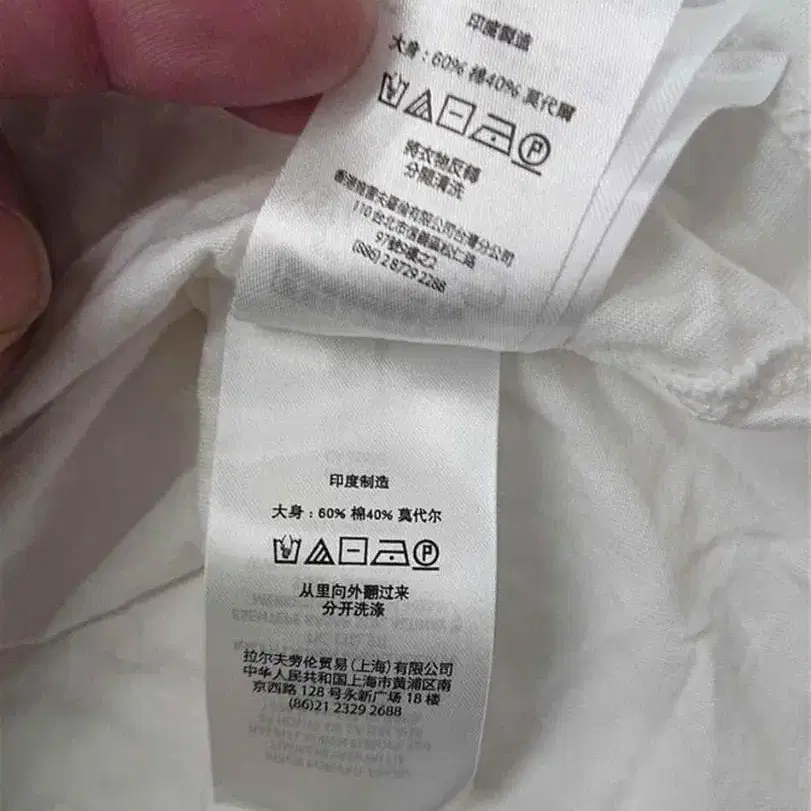 印度製造
大身：60% 棉40% 莫代爾
P
將衣物反轉
分開清洗
香港拉爾夫勞倫有限公司台灣分公司
110 台北市信義區松仁路
97號3樓之2
(886) 2 8729 2288
印度制造
大身：60% 棉40% 莫代尔
P
从里向外翻过来
分开洗涤
拉尔夫劳伦贸易（上海）有限公司
中华人民共和国上海市黄浦区南
京西路 128 号永新广场 18 楼
(86)21 2329 2688